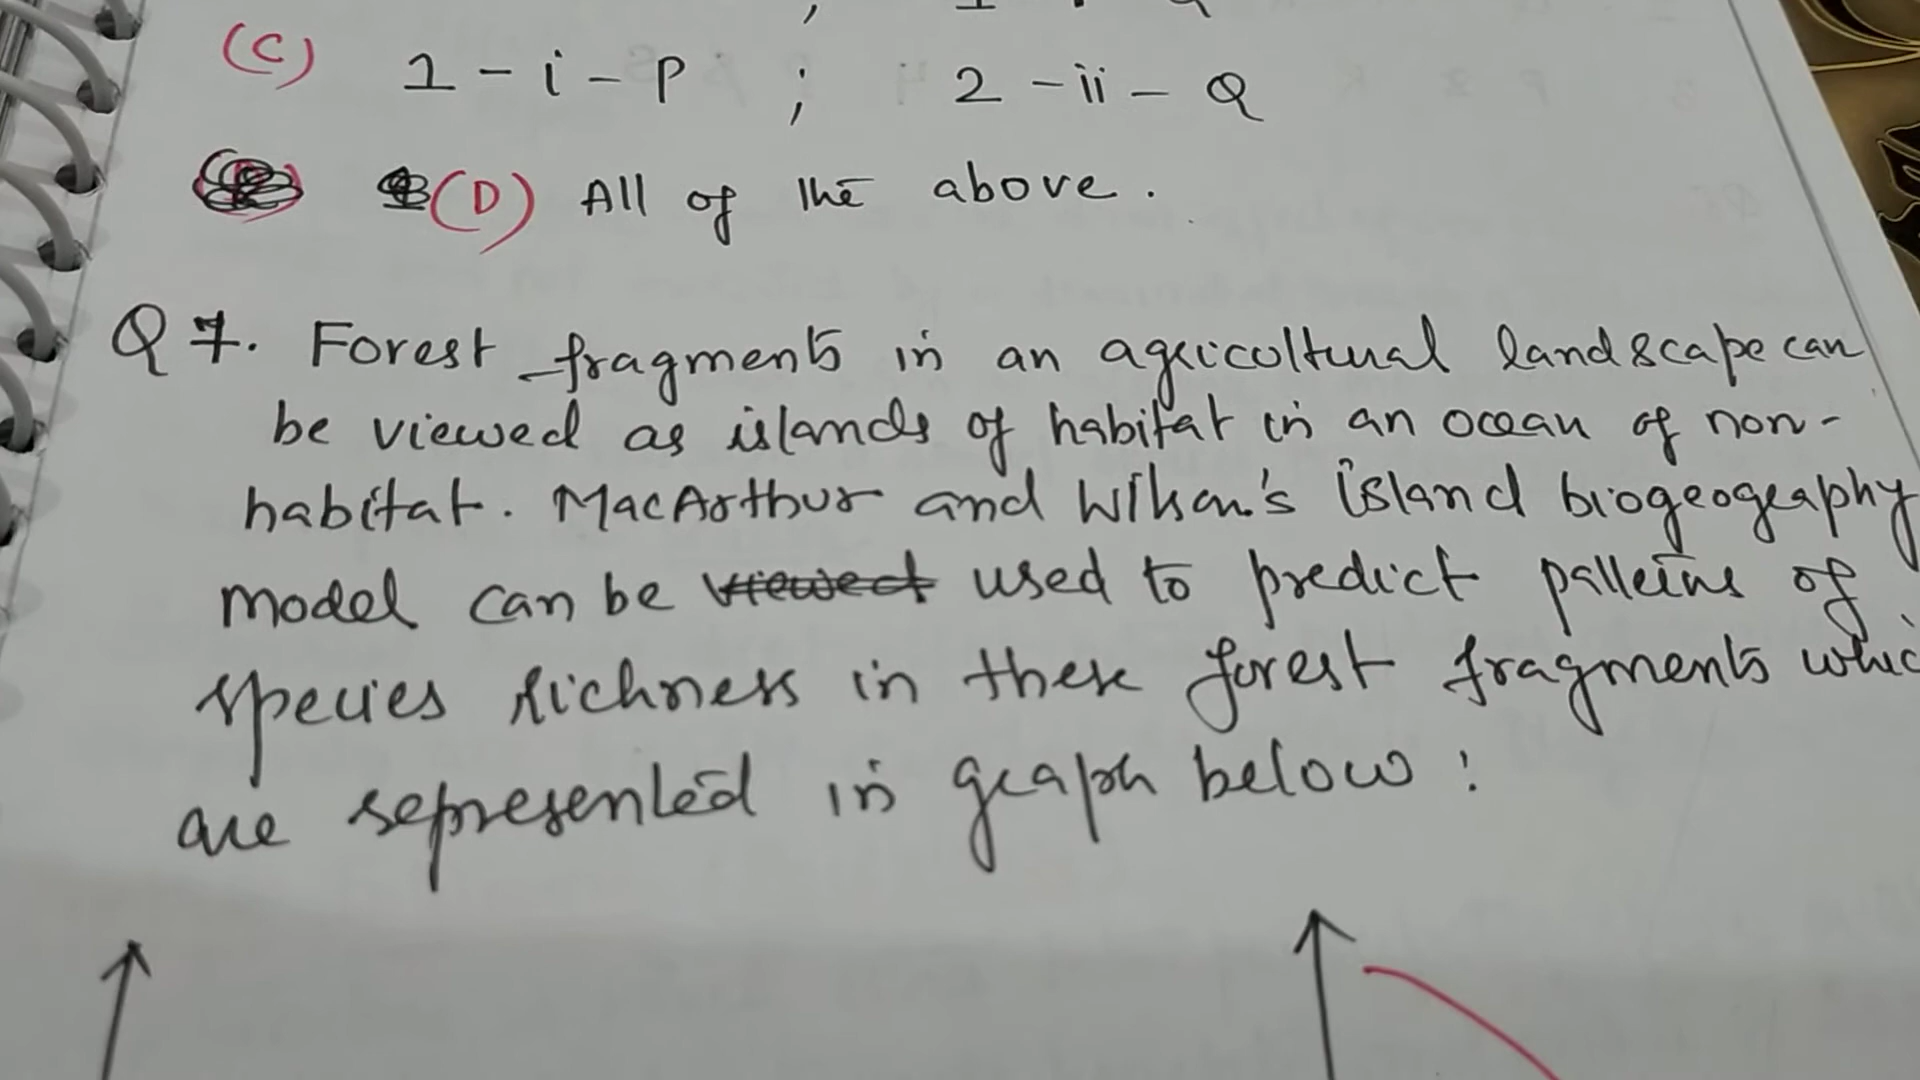 (C) 1 - i - P ; 2 - ii - Q
(D) All of the above.
Q 7. Forest fragments in an agricultural landscape can
be viewed as islands of habitat in an ocean of non-
habitat. MacArthur and Wilson's island biogeography
model can be viewed used to predict patterns of
species richness in these forest fragments whic
are represented in graph below :